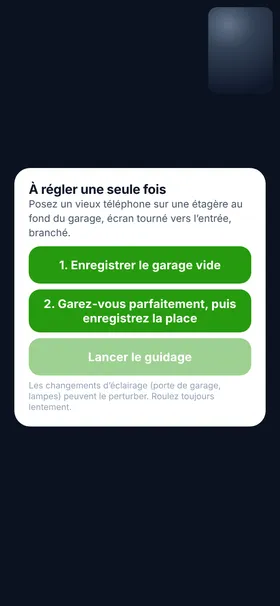 À régler une seule fois
Posez un vieux téléphone sur une étagère au
fond du garage, écran tourné vers l’entrée,
branché.
1. Enregistrer le garage vide
2. Garez-vous parfaitement, puis
enregistrez la place
Lancer le guidage
Les changements d’éclairage (porte de garage,
lampes) peuvent le perturber. Roulez toujours
lentement.